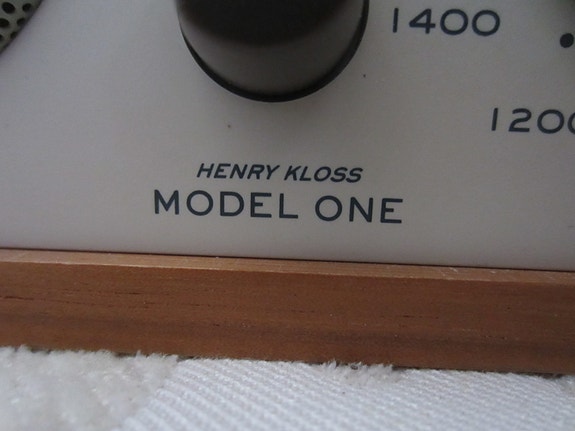 1400
1200
HENRY KLOSS
MODEL ONE